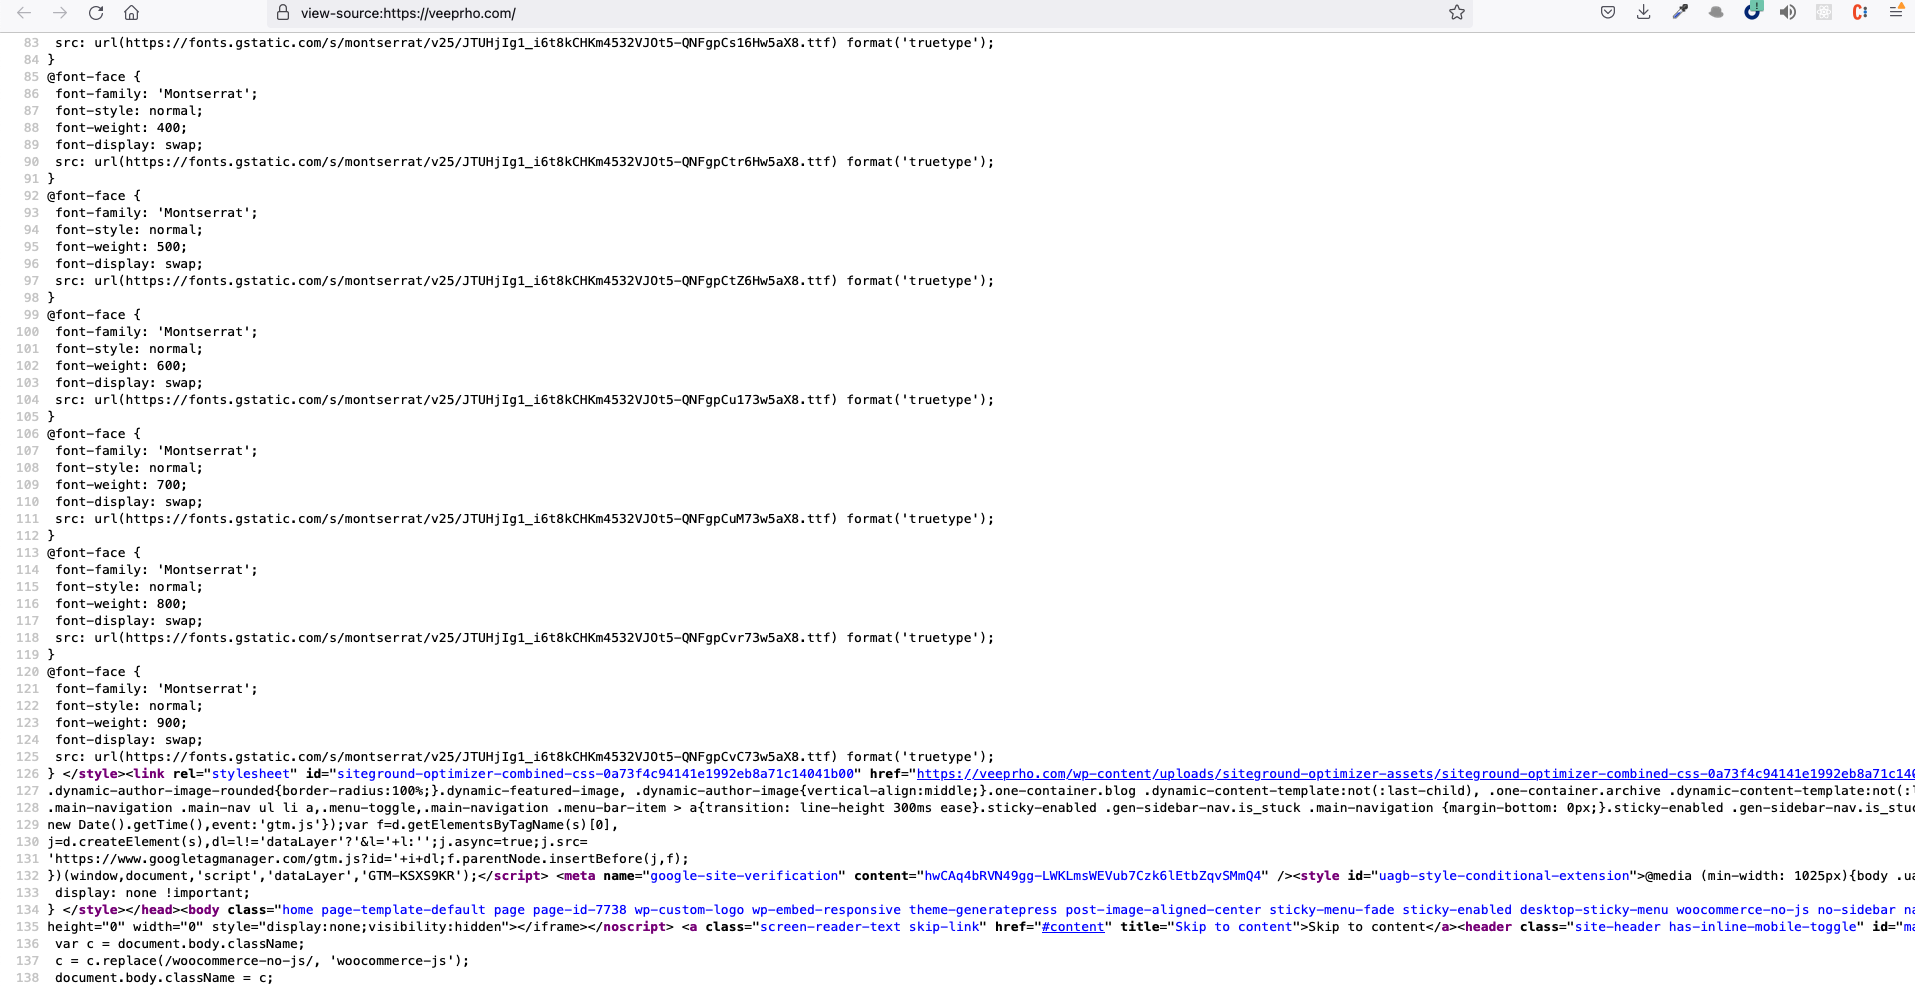 view-source:https://veeprho.com/
83 src: url(https://fonts.gstatic.com/s/montserrat/v25/JTUHjIg1_i6t8kCHKm4532VJOt5-QNFgpCs16Hw5aX8.ttf) format('truetype');
84 }
85 @font-face {
86 font-family: 'Montserrat';
87 font-style: normal;
88 font-weight: 400;
89 font-display: swap;
90 src: url(https://fonts.gstatic.com/s/montserrat/v25/JTUHjIg1_i6t8kCHKm4532VJOt5-QNFgpCtr6Hw5aX8.ttf) format('truetype');
91 }
92 @font-face {
93 font-family: 'Montserrat';
94 font-style: normal;
95 font-weight: 500;
96 font-display: swap;
97 src: url(https://fonts.gstatic.com/s/montserrat/v25/JTUHjIg1_i6t8kCHKm4532VJOt5-QNFgpCtZ6Hw5aX8.ttf) format('truetype');
98 }
99 @font-face {
100 font-family: 'Montserrat';
101 font-style: normal;
102 font-weight: 600;
103 font-display: swap;
104 src: url(https://fonts.gstatic.com/s/montserrat/v25/JTUHjIg1_i6t8kCHKm4532VJOt5-QNFgpCu173w5aX8.ttf) format('truetype');
105 }
106 @font-face {
107 font-family: 'Montserrat';
108 font-style: normal;
109 font-weight: 700;
110 font-display: swap;
111 src: url(https://fonts.gstatic.com/s/montserrat/v25/JTUHjIg1_i6t8kCHKm4532VJOt5-QNFgpCuM73w5aX8.ttf) format('truetype');
112 }
113 @font-face {
114 font-family: 'Montserrat';
115 font-style: normal;
116 font-weight: 800;
117 font-display: swap;
118 src: url(https://fonts.gstatic.com/s/montserrat/v25/JTUHjIg1_i6t8kCHKm4532VJOt5-QNFgpCvr73w5aX8.ttf) format('truetype');
119 }
120 @font-face {
121 font-family: 'Montserrat';
122 font-style: normal;
123 font-weight: 900;
124 font-display: swap;
125 src: url(https://fonts.gstatic.com/s/montserrat/v25/JTUHjIg1_i6t8kCHKm4532VJOt5-QNFgpCvC73w5aX8.ttf) format('truetype');
126 } </style><link rel="stylesheet" id="siteground-optimizer-combined-css-0a73f4c94141e1992eb8a71c14041b00" href="https://veeprho.com/wp-content/uploads/siteground-optimizer-assets/siteground-optimizer-combined-css-0a73f4c94141e1992eb8a71c140
127 .dynamic-author-image-rounded{border-radius:100%;}.dynamic-featured-image, .dynamic-author-image{vertical-align:middle;}.one-container.blog .dynamic-content-template:not(:last-child), .one-container.archive .dynamic-content-template:not(:l
128 .main-navigation .main-nav ul li a,.menu-toggle,.main-navigation .menu-bar-item > a{transition: line-height 300ms ease}.sticky-enabled .gen-sidebar-nav.is_stuck .main-navigation {margin-bottom: 0px;}.sticky-enabled .gen-sidebar-nav.is_stuc
129 new Date().getTime(),event:'gtm.js'});var f=d.getElementsByTagName(s)[0],
130 j=d.createElement(s),dl=l!='dataLayer'?'&l='+l:'';j.async=true;j.src=
131 'https://www.googletagmanager.com/gtm.js?id='+i+dl;f.parentNode.insertBefore(j,f);
132 })(window,document,'script','dataLayer','GTM-KSXS9KR');</script> <meta name="google-site-verification" content="hwCAq4bRVN49gg-LWKLmsWEVub7Czk6lEtbZqvSMmQ4" /><style id="uagb-style-conditional-extension">@media (min-width: 1025px){body .ua
133 display: none !important;
134 } </style></head><body class="home page-template-default page page-id-7738 wp-custom-logo wp-embed-responsive theme-generatepress post-image-aligned-center sticky-menu-fade sticky-enabled desktop-sticky-menu woocommerce-no-js no-sidebar na
135 height="0" width="0" style="display:none;visibility:hidden"></iframe></noscript> <a class="screen-reader-text skip-link" href="#content" title="Skip to content">Skip to content</a><header class="site-header has-inline-mobile-toggle" id="ma
136 var c = document.body.className;
137 c = c.replace(/woocommerce-no-js/, 'woocommerce-js');
138 document.body.className = c;